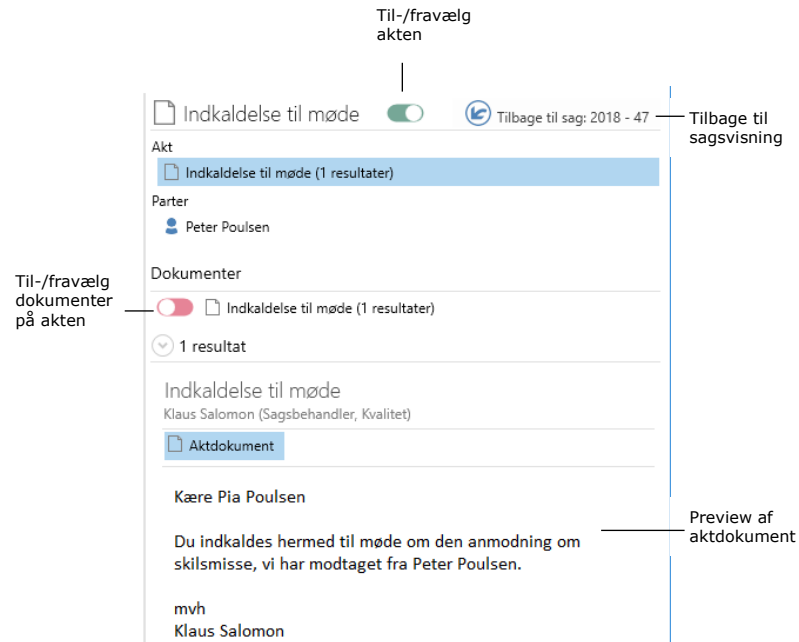 Til-/fravælg
akten
Indkaldelse til møde
Tilbage til sag: 2018 - 47
Tilbage til
sagsvisning
Akt
Indkaldelse til møde (1 resultater)
Parter
Peter Poulsen
Dokumenter
Til-/fravælg
dokumenter
på akten
Indkaldelse til møde (1 resultater)
1 resultat
Indkaldelse til møde
Klaus Salomon (Sagsbehandler, Kvalitet)
Aktdokument
Kære Pia Poulsen
Du indkaldes hermed til møde om den anmodning om
skilsmisse, vi har modtaget fra Peter Poulsen.
Preview af
aktdokument
mvh
Klaus Salomon